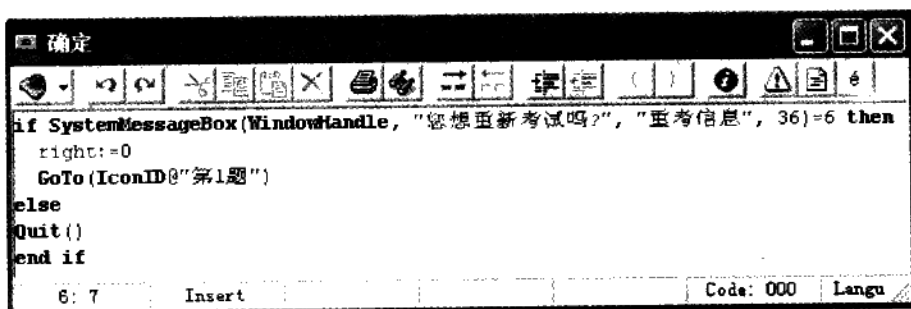 确定
if SystemMessageBox(WindowHandle, "您想重新考试吗?", "重考信息", 36)=6 then
right:=0
GoTo(IconID@"第1题")
else
Quit()
end if
6: 7 Insert Code: 000 Langu